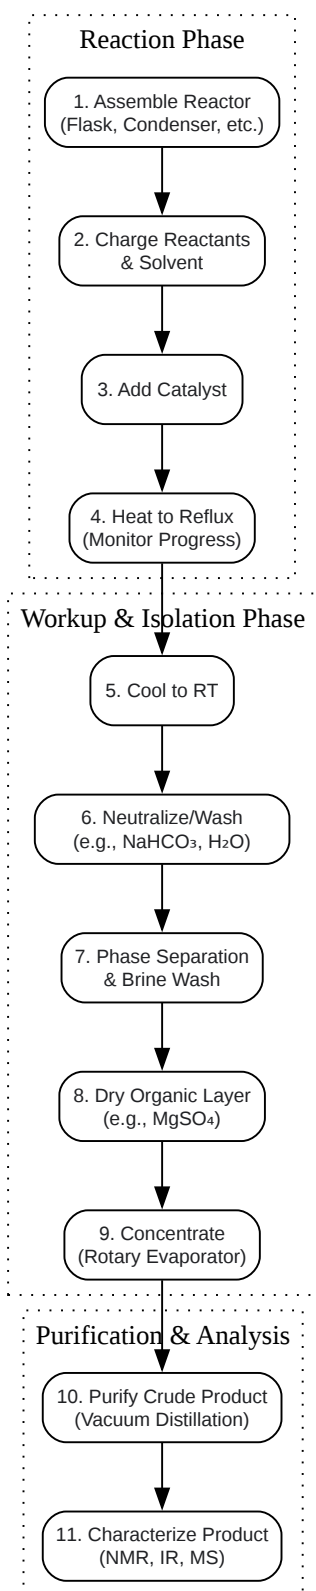 Reaction Phase
1. Assemble Reactor
(Flask, Condenser, etc.)
2. Charge Reactants
& Solvent
3. Add Catalyst
4. Heat to Reflux
(Monitor Progress)
Workup & Isolation Phase
5. Cool to RT
6. Neutralize/Wash
(e.g., NaHCO₃, H₂O)
7. Phase Separation
& Brine Wash
8. Dry Organic Layer
(e.g., MgSO₄)
9. Concentrate
(Rotary Evaporator)
Purification & Analysis
10. Purify Crude Product
(Vacuum Distillation)
11. Characterize Product
(NMR, IR, MS)